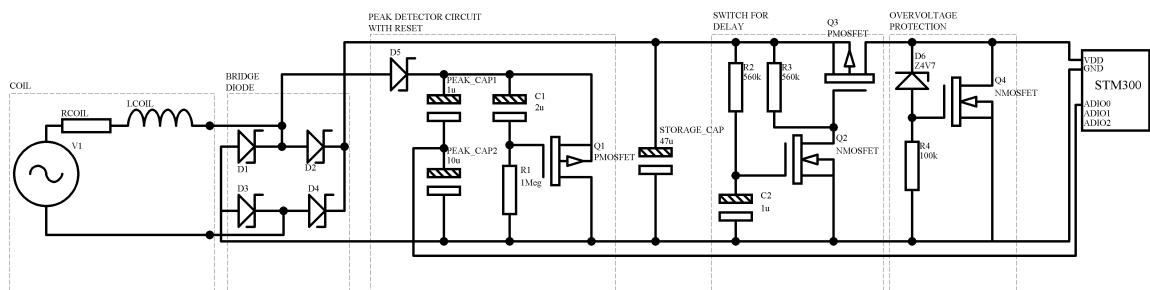 COIL
RCOIL
LCOIL
V1
BRIDGE
DIODE
D1
D2
D3
D4
PEAK DETECTOR CIRCUIT
WITH RESET
D5
PEAK_CAP1
1u
PEAK_CAP2
10u
C1
2u
R1
1Meg
Q1
PMOSFET
STORAGE_CAP
47u
SWITCH FOR
DELAY
R2
560k
R3
560k
C2
1u
Q2
NMOSFET
Q3
PMOSFET
OVERVOLTAGE
PROTECTION
D6
Z4V7
R4
100k
Q4
NMOSFET
VDD
GND
STM300
ADIO0
ADIO1
ADIO2